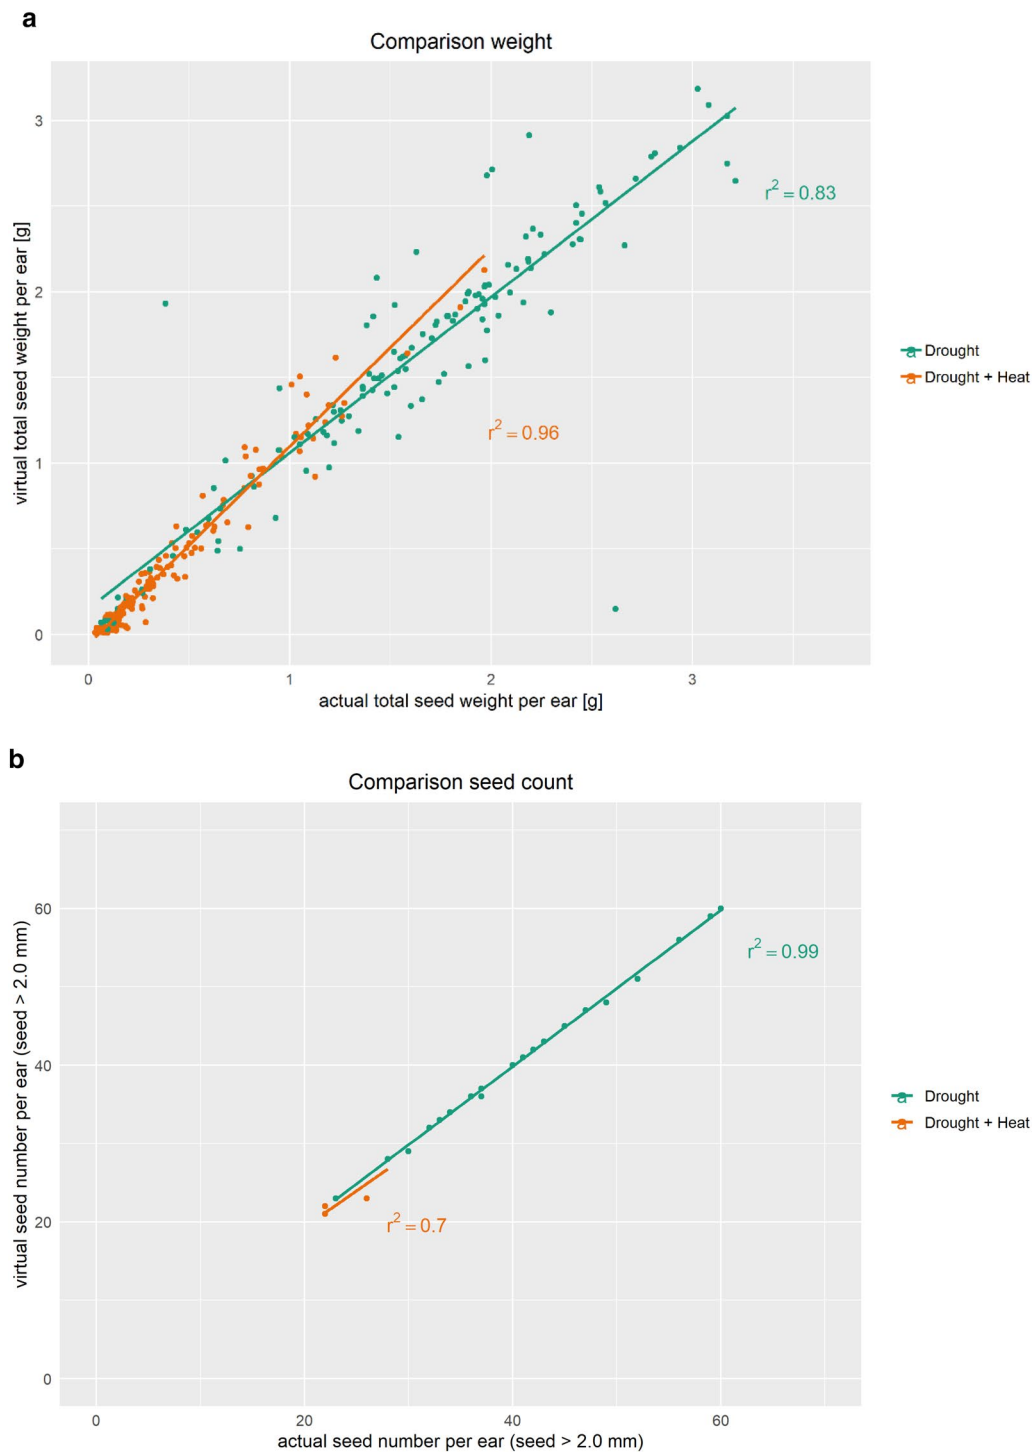 a
Comparison weight
3
2
1
0
virtual total seed weight per ear [g]
r² = 0.83
r² = 0.96
a Drought
a Drought + Heat
0 1 2 3
actual total seed weight per ear [g]
b
Comparison seed count
60
40
20
0
virtual seed number per ear (seed > 2.0 mm)
r² = 0.99
r² = 0.7
a Drought
a Drought + Heat
0 20 40 60
actual seed number per ear (seed > 2.0 mm)